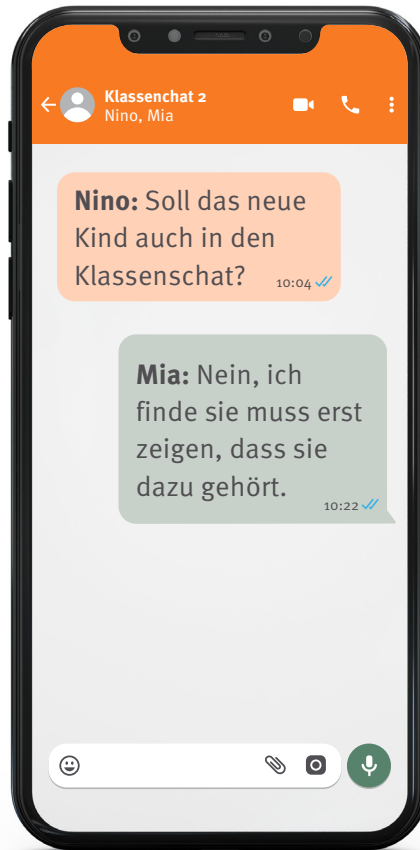 Klassenchat 2
Nino, Mia
Nino: Soll das neue
Kind auch in den
Klassenschat?
10:04
Mia: Nein, ich
finde sie muss erst
zeigen, dass sie
dazu gehört.
10:22